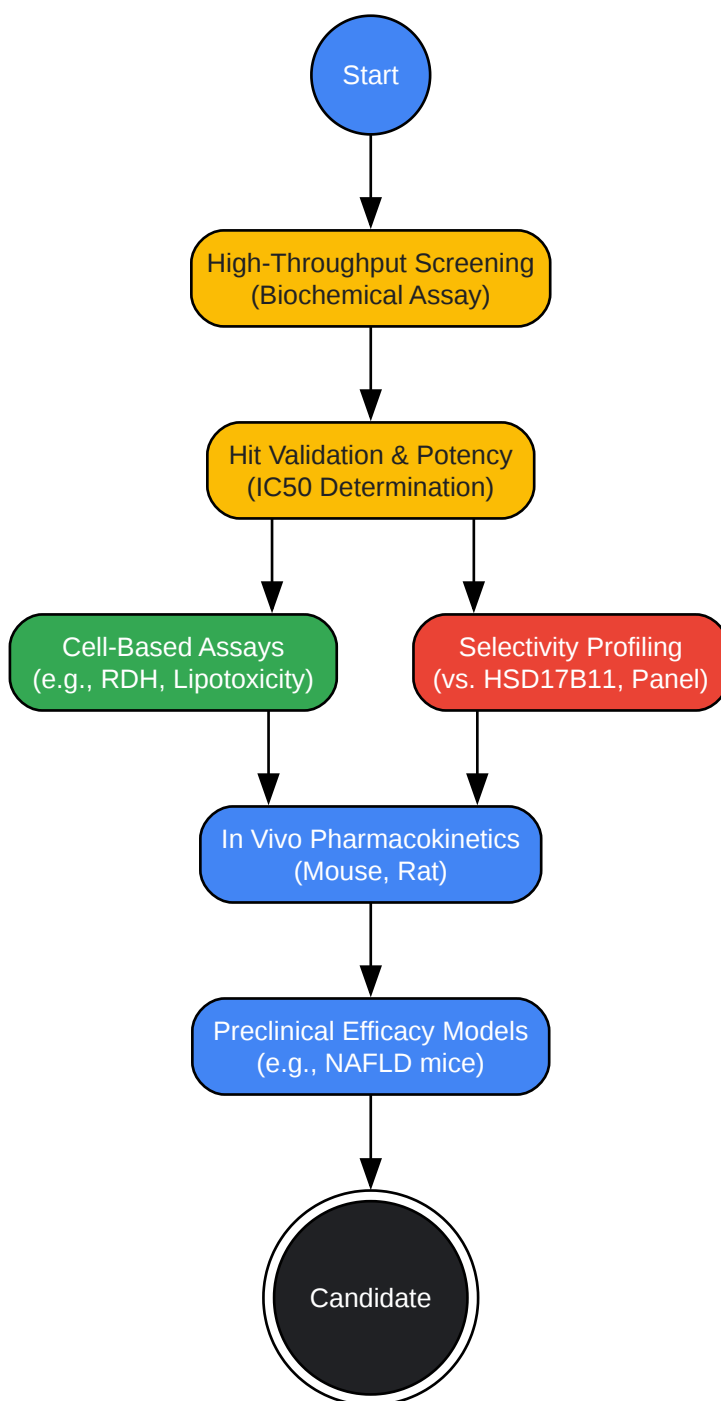 Start
High-Throughput Screening
(Biochemical Assay)
Hit Validation & Potency
(IC50 Determination)
Cell-Based Assays
(e.g., RDH, Lipotoxicity)
Selectivity Profiling
(vs. HSD17B11, Panel)
In Vivo Pharmacokinetics
(Mouse, Rat)
Preclinical Efficacy Models
(e.g., NAFLD mice)
Candidate